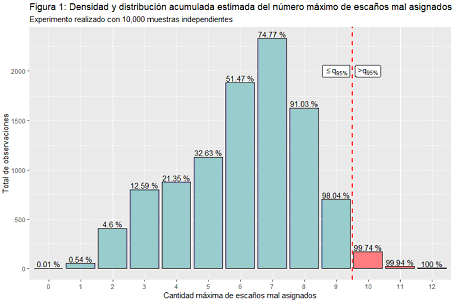 Figura 1: Densidad y distribución acumulada estimada del número máximo de escaños mal asignados
Experimento realizado con 10,000 muestras independientes
Total de observaciones
2000
1500
1000
500
0
0.01 %
0.54 %
4.6 %
12.59 %
21.35 %
32.63 %
51.47 %
74.77 %
91.03 %
98.04 %
99.74 %
99.94 %
100 %
≤ q95%
>q95%
0 1 2 3 4 5 6 7 8 9 10 11 12
Cantidad máxima de escaños mal asignados